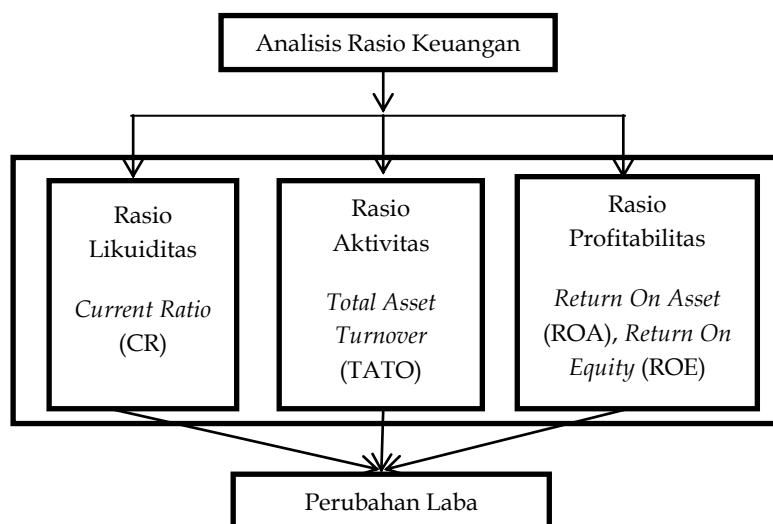 Analisis Rasio Keuangan
Rasio
Likuiditas
Current Ratio
(CR)
Rasio
Aktivitas
Total Asset
Turnover
(TATO)
Rasio
Profitabilitas
Return On Asset
(ROA), Return On
Equity (ROE)
Perubahan Laba